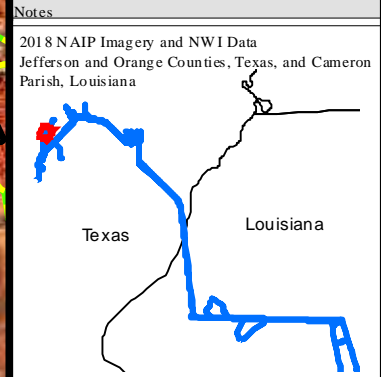 Notes
2018 NAIP Imagery and NWI Data
Jefferson and Orange Counties, Texas, and Cameron
Parish, Louisiana
Texas
Louisiana